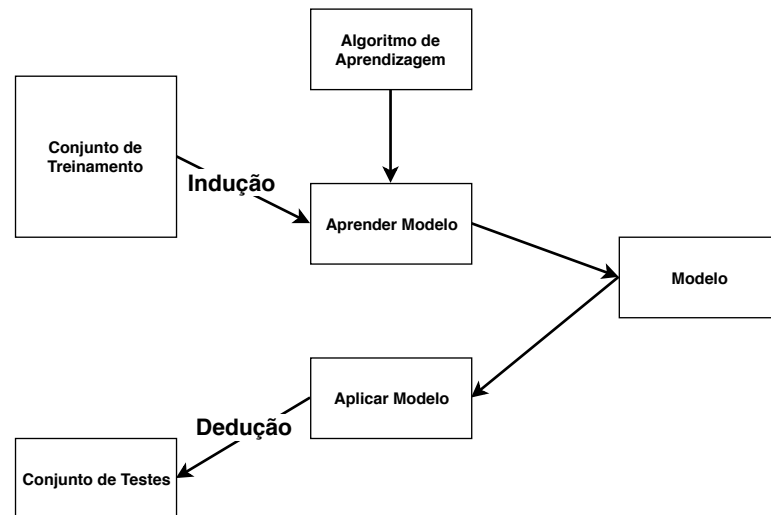 Algoritmo de
Aprendizagem
Conjunto de
Treinamento
Indução
Aprender Modelo
Modelo
Aplicar Modelo
Dedução
Conjunto de Testes